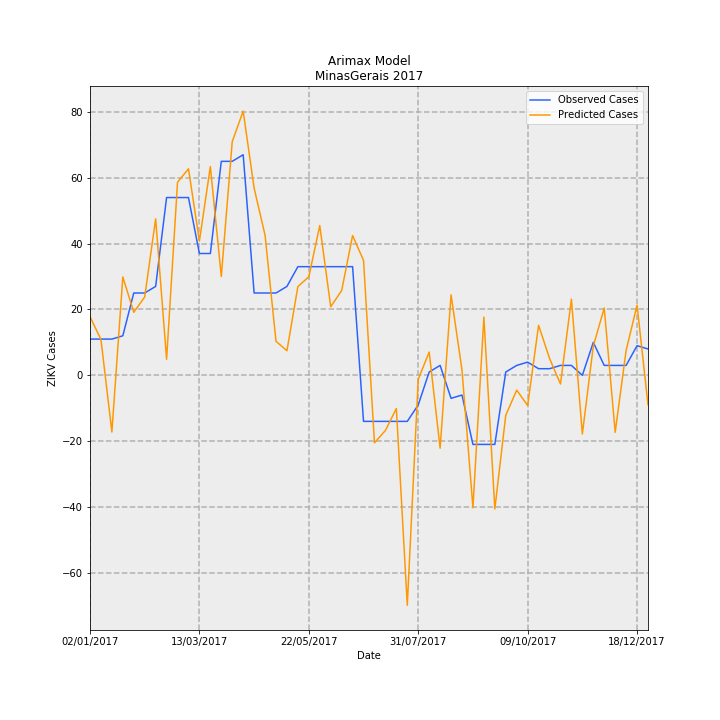 Arimax Model
MinasGerais 2017
Observed Cases
Predicted Cases
80
60
40
20
0
−20
−40
−60
ZIKV Cases
02/01/2017 13/03/2017 22/05/2017 31/07/2017 09/10/2017 18/12/2017
Date